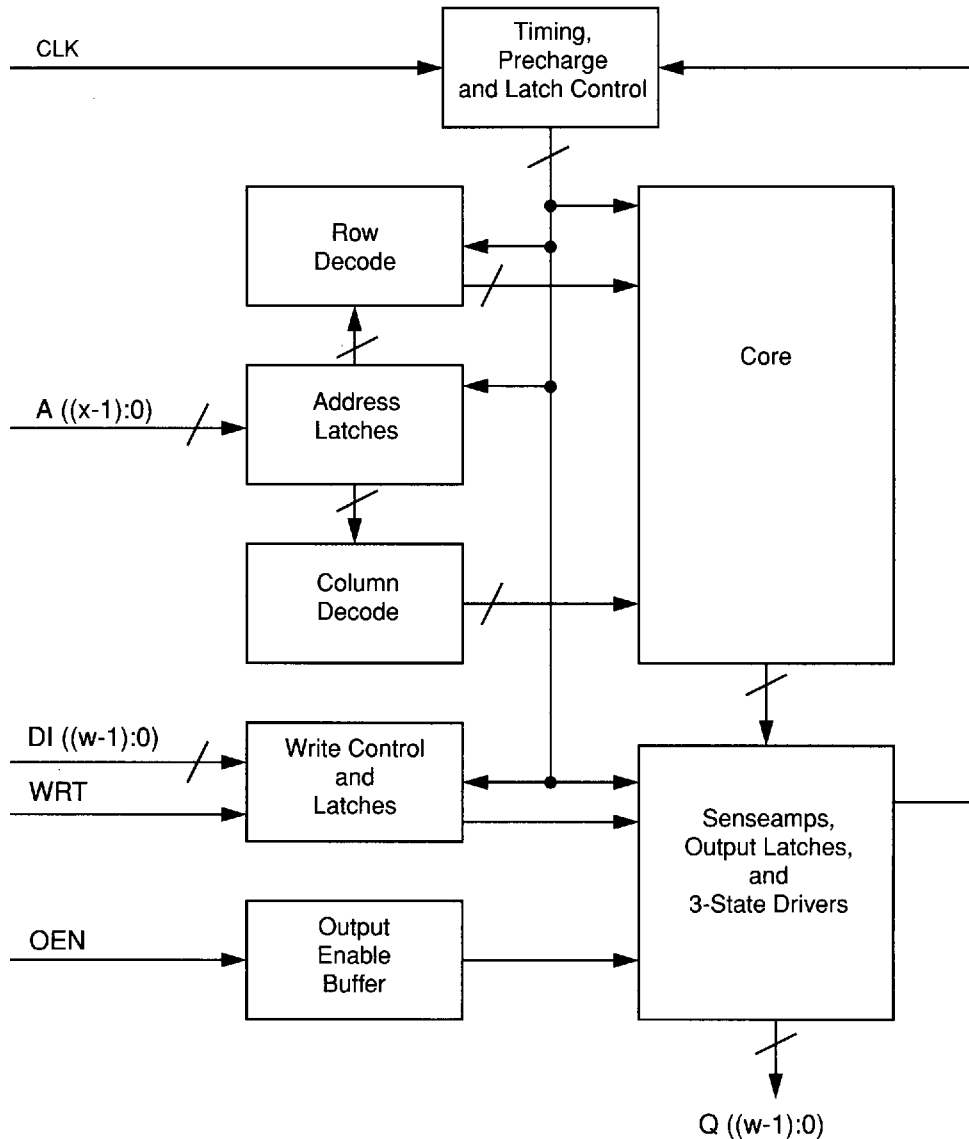 CLK
Timing,
Precharge
and Latch Control
Row
Decode
Core
A ((x-1):0)
Address
Latches
Column
Decode
DI ((w-1):0)
WRT
Write Control
and
Latches
Senseamps,
Output Latches,
and
3-State Drivers
OEN
Output
Enable
Buffer
Q ((w-1):0)